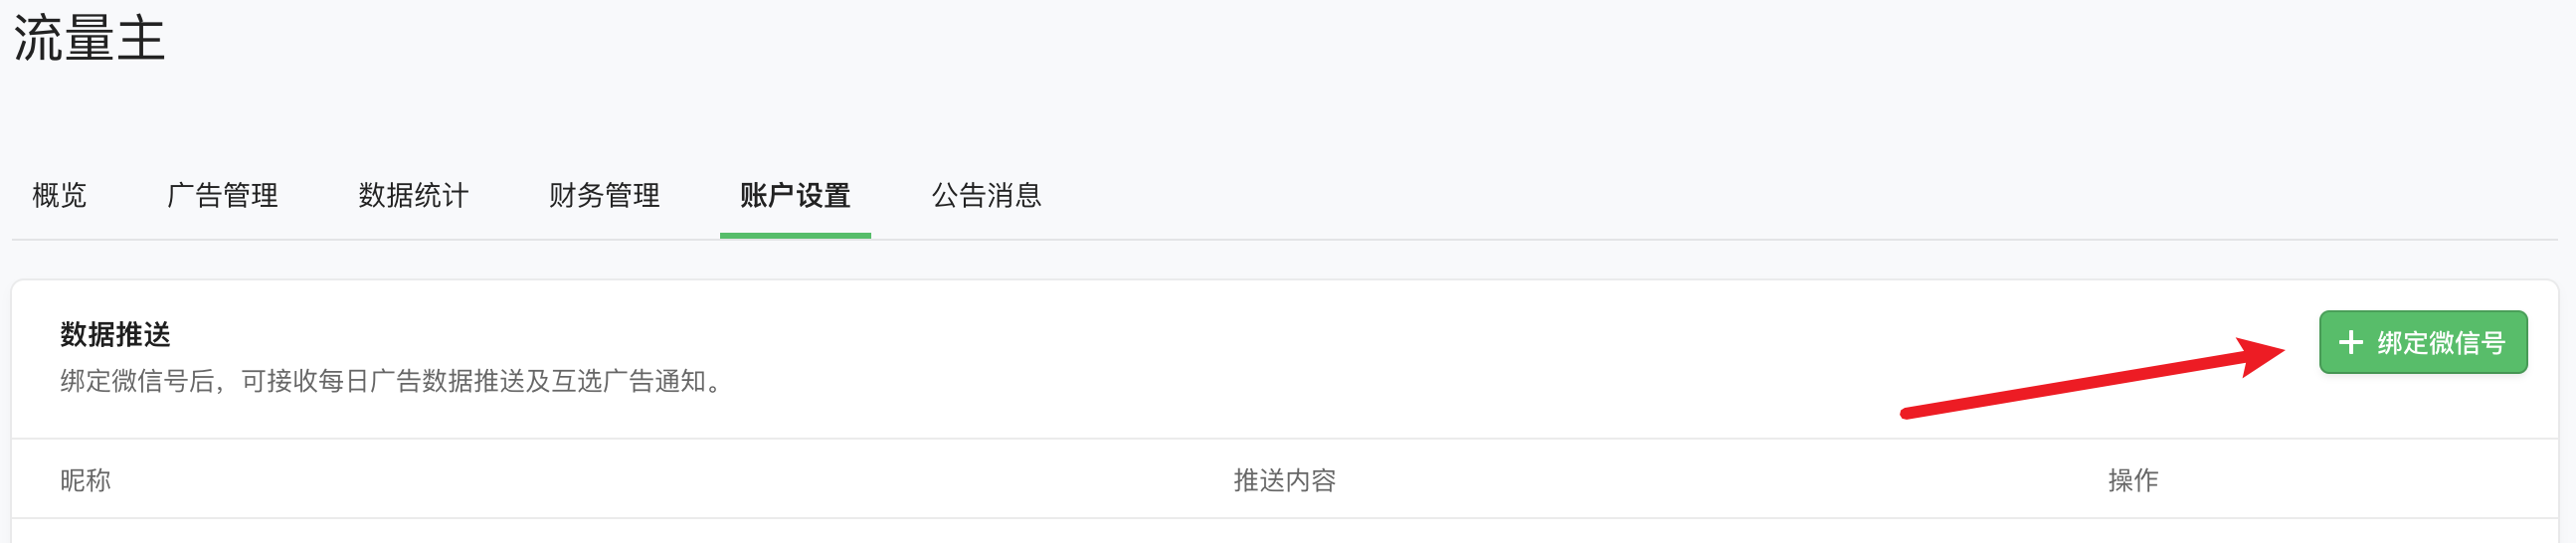 流量主
概览 广告管理 数据统计 财务管理 账户设置 公告消息
数据推送
绑定微信号
绑定微信号后，可接收每日广告数据推送及互选广告通知。
昵称 推送内容 操作